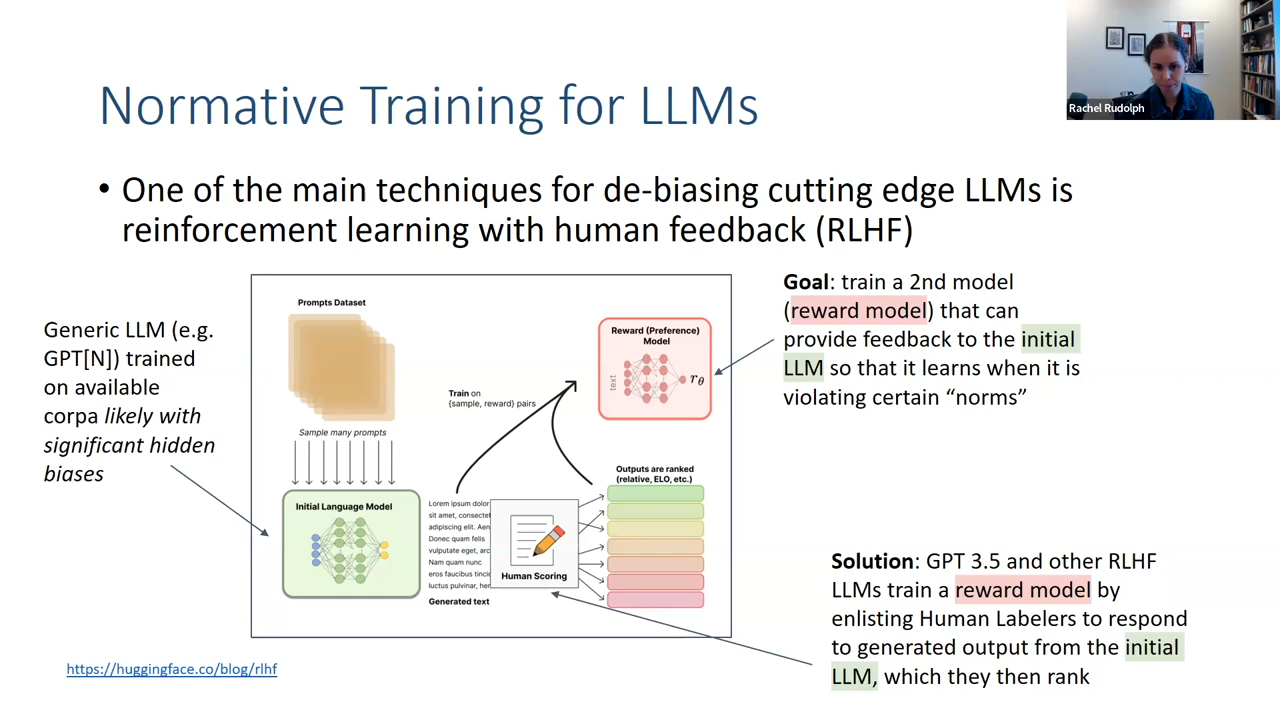 Rachel Rudolph
Normative Training for LLMs
• One of the main techniques for de-biasing cutting edge LLMs is
reinforcement learning with human feedback (RLHF)
Generic LLM (e.g.
GPT[N]) trained
on available
corpa likely with
significant hidden
biases
Prompts Dataset
Sample many prompts
Initial Language Model
Train on
{sample, reward} pairs
Reward (Preference)
Model
text
rθ
Outputs are ranked
(relative, ELO, etc.)
Lorem ipsum dolor
sit amet, consectet
adipiscing elit. Aen
Donec quam felis
vulputate eget, arc
Nam quam nunc
eros faucibus tincid
luctus pulvinar, her
Human Scoring
Generated text
Goal: train a 2nd model
(reward model) that can
provide feedback to the initial
LLM so that it learns when it is
violating certain “norms”
Solution: GPT 3.5 and other RLHF
LLMs train a reward model by
enlisting Human Labelers to respond
to generated output from the initial
LLM, which they then rank
https://huggingface.co/blog/rlhf